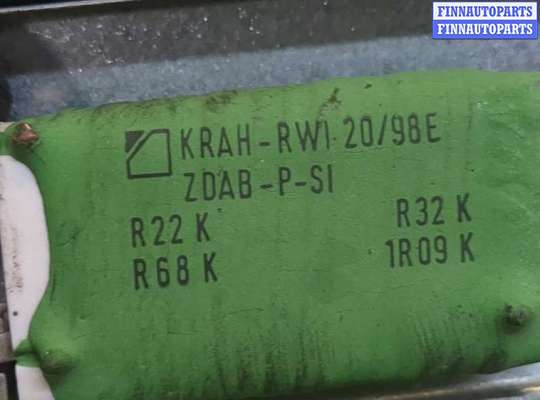 FINNAUTOPARTS
FINNAUTOPARTS
KRAH-RWI 20/98E
ZDAB-P-SI
R22 K R32 K
R68 K 1R09 K